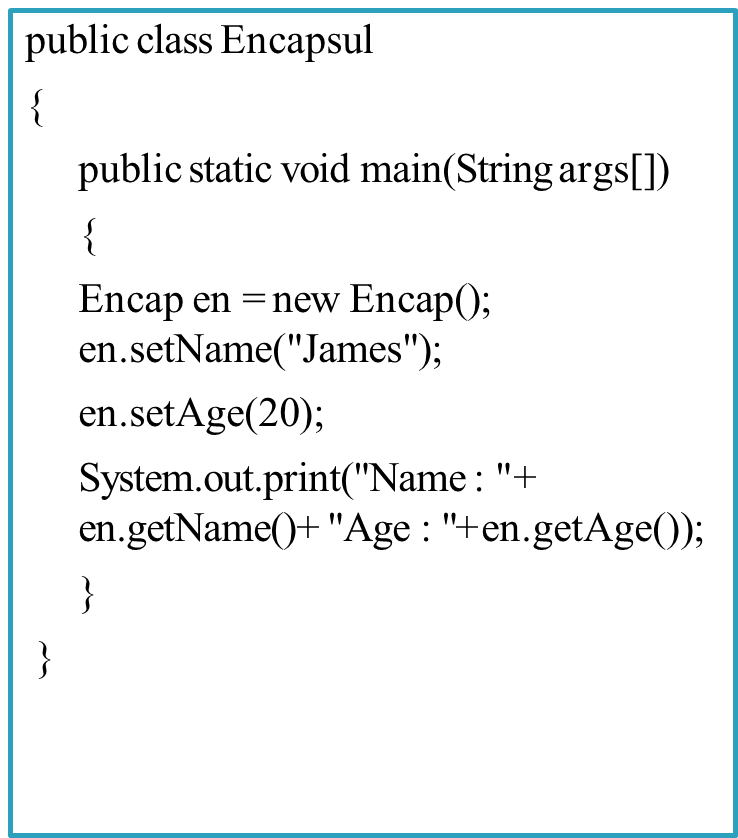 public class Encapsul
{
public static void main(String args[])
{
Encap en = new Encap();
en.setName("James");
en.setAge(20);
System.out.print("Name : "+
en.getName()+ "Age : "+en.getAge());
}
}